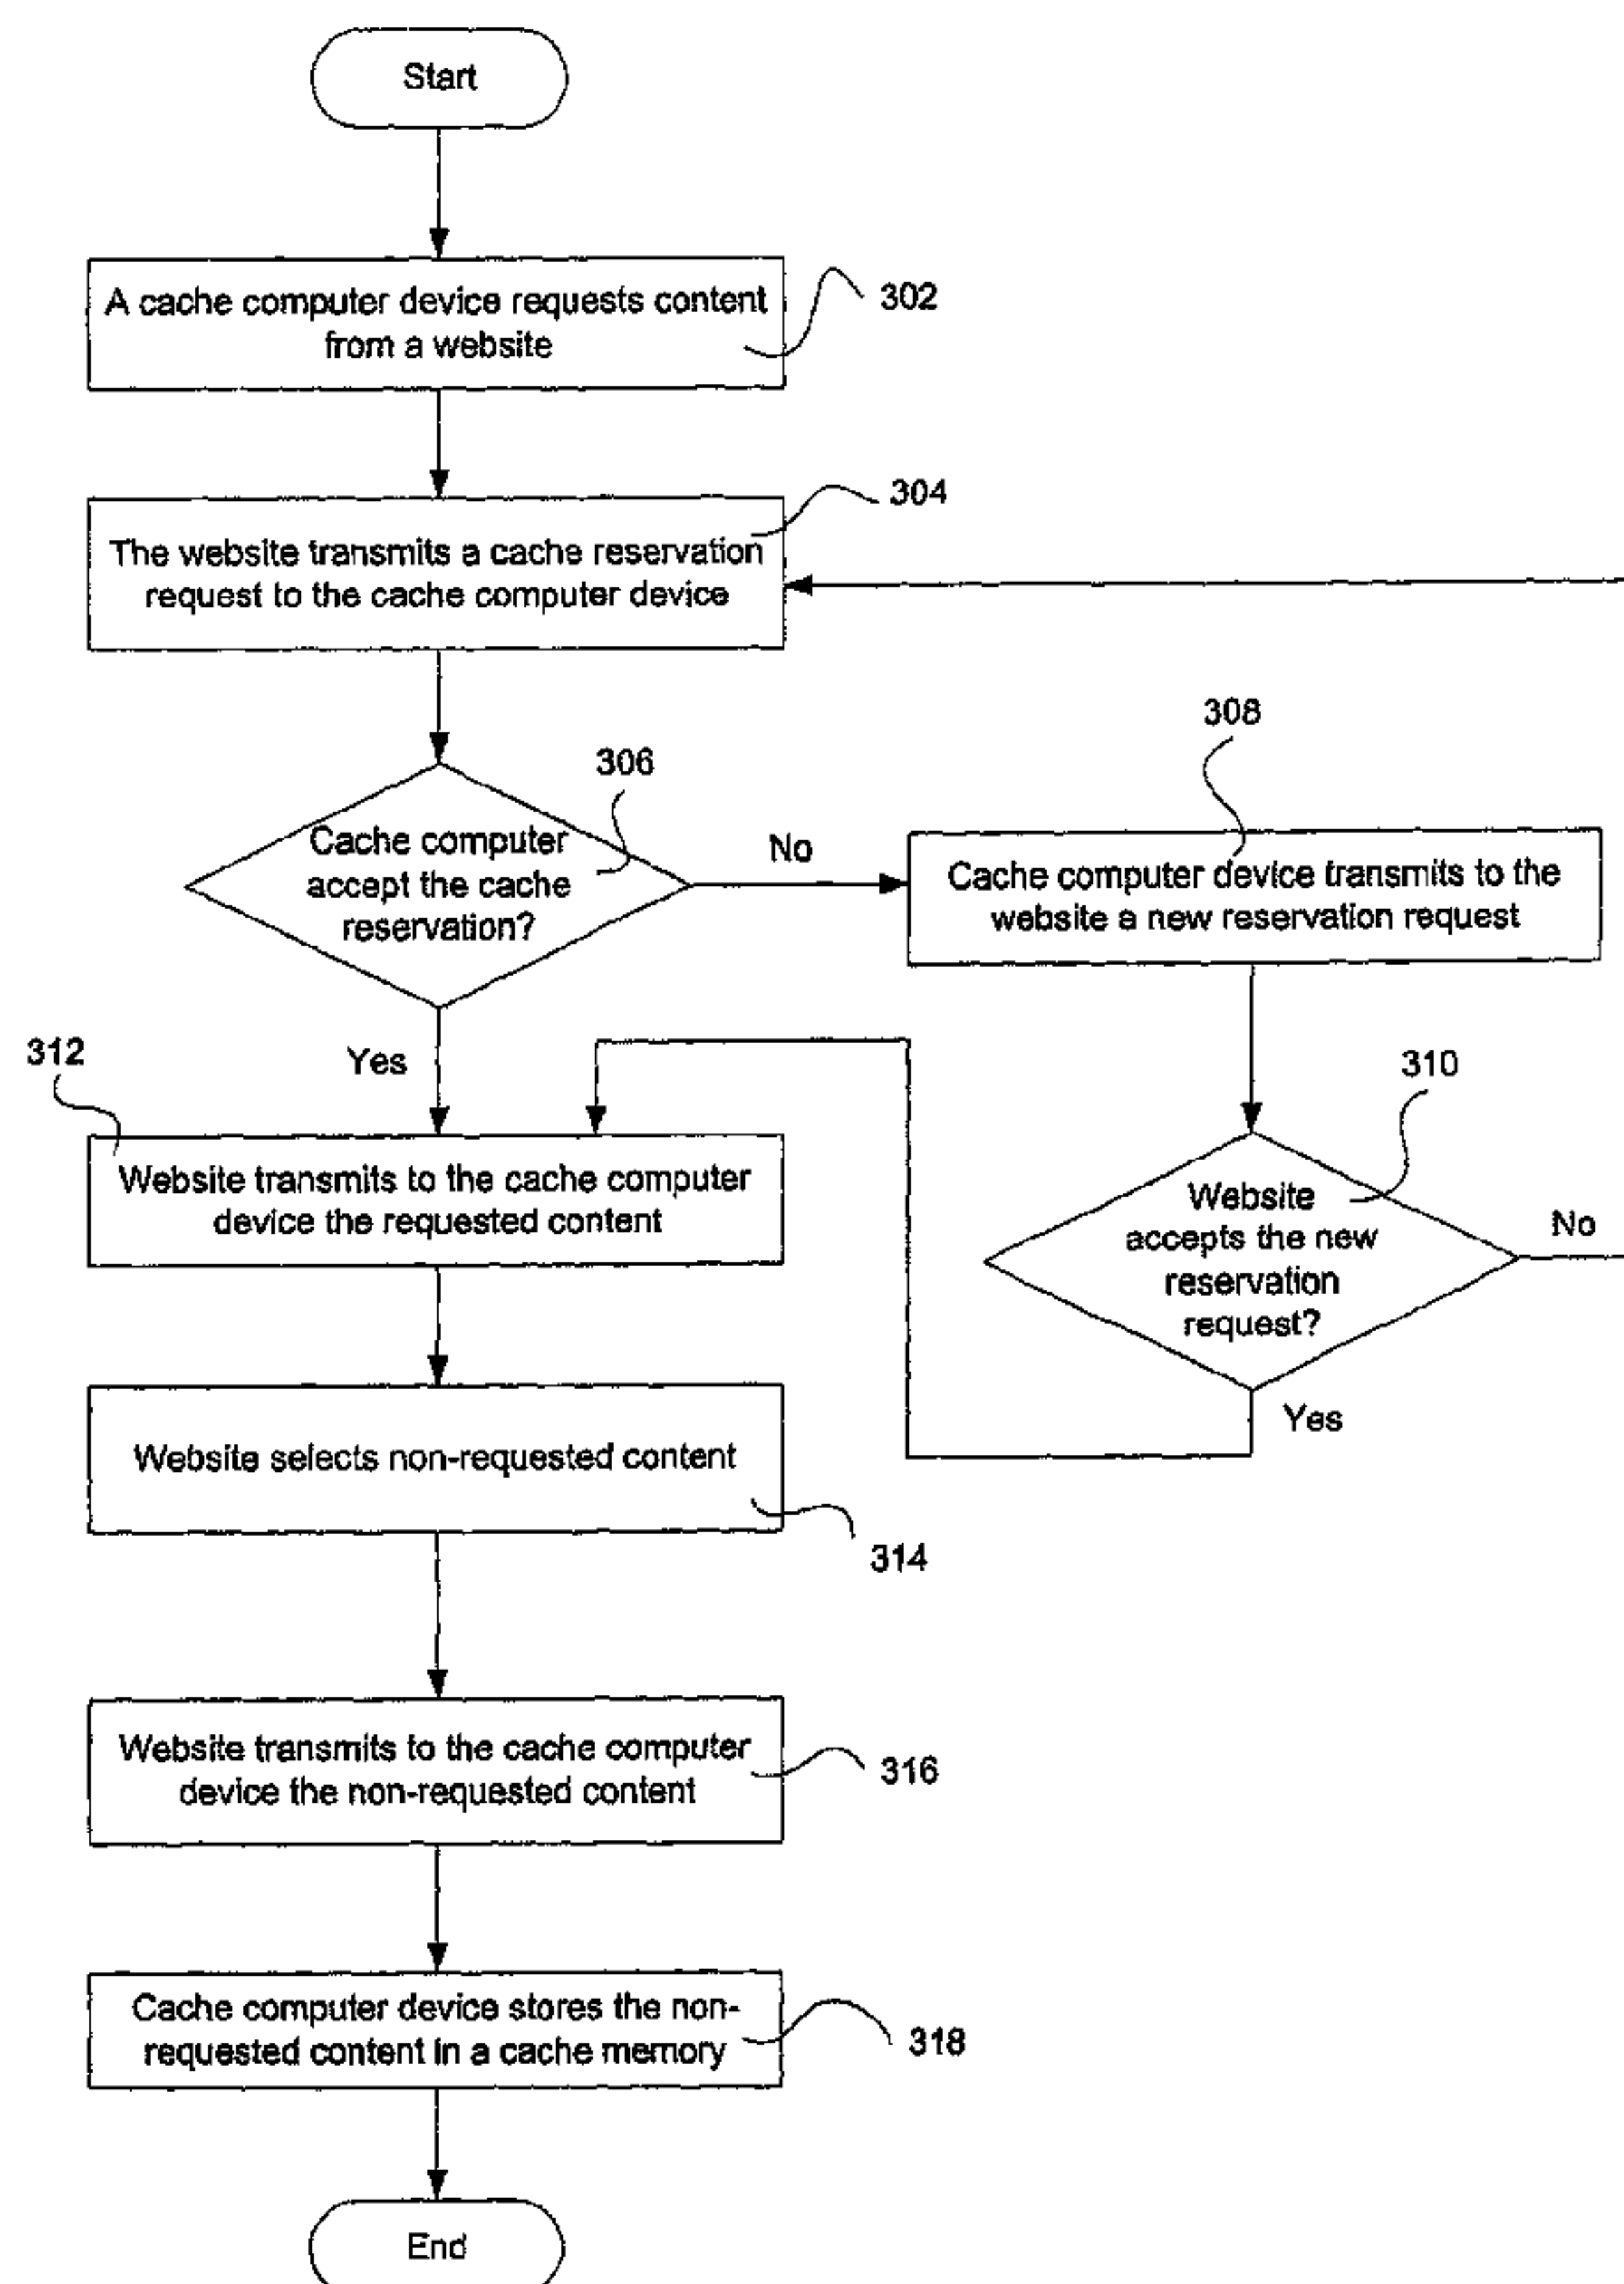 Start
A cache computer device requests content
from a website
302
304
The website transmits a cache reservation
request to the cache computer device
306
Cache computer
accept the cache
reservation?
No
308
Cache computer device transmits to the
website a new reservation request
Yes
310
Website
accepts the new
reservation
request?
No
Yes
312
Website transmits to the cache computer
device the requested content
Website selects non-requested content
314
Website transmits to the cache computer
device the non-requested content
316
Cache computer device stores the non-
requested content in a cache memory
318
End